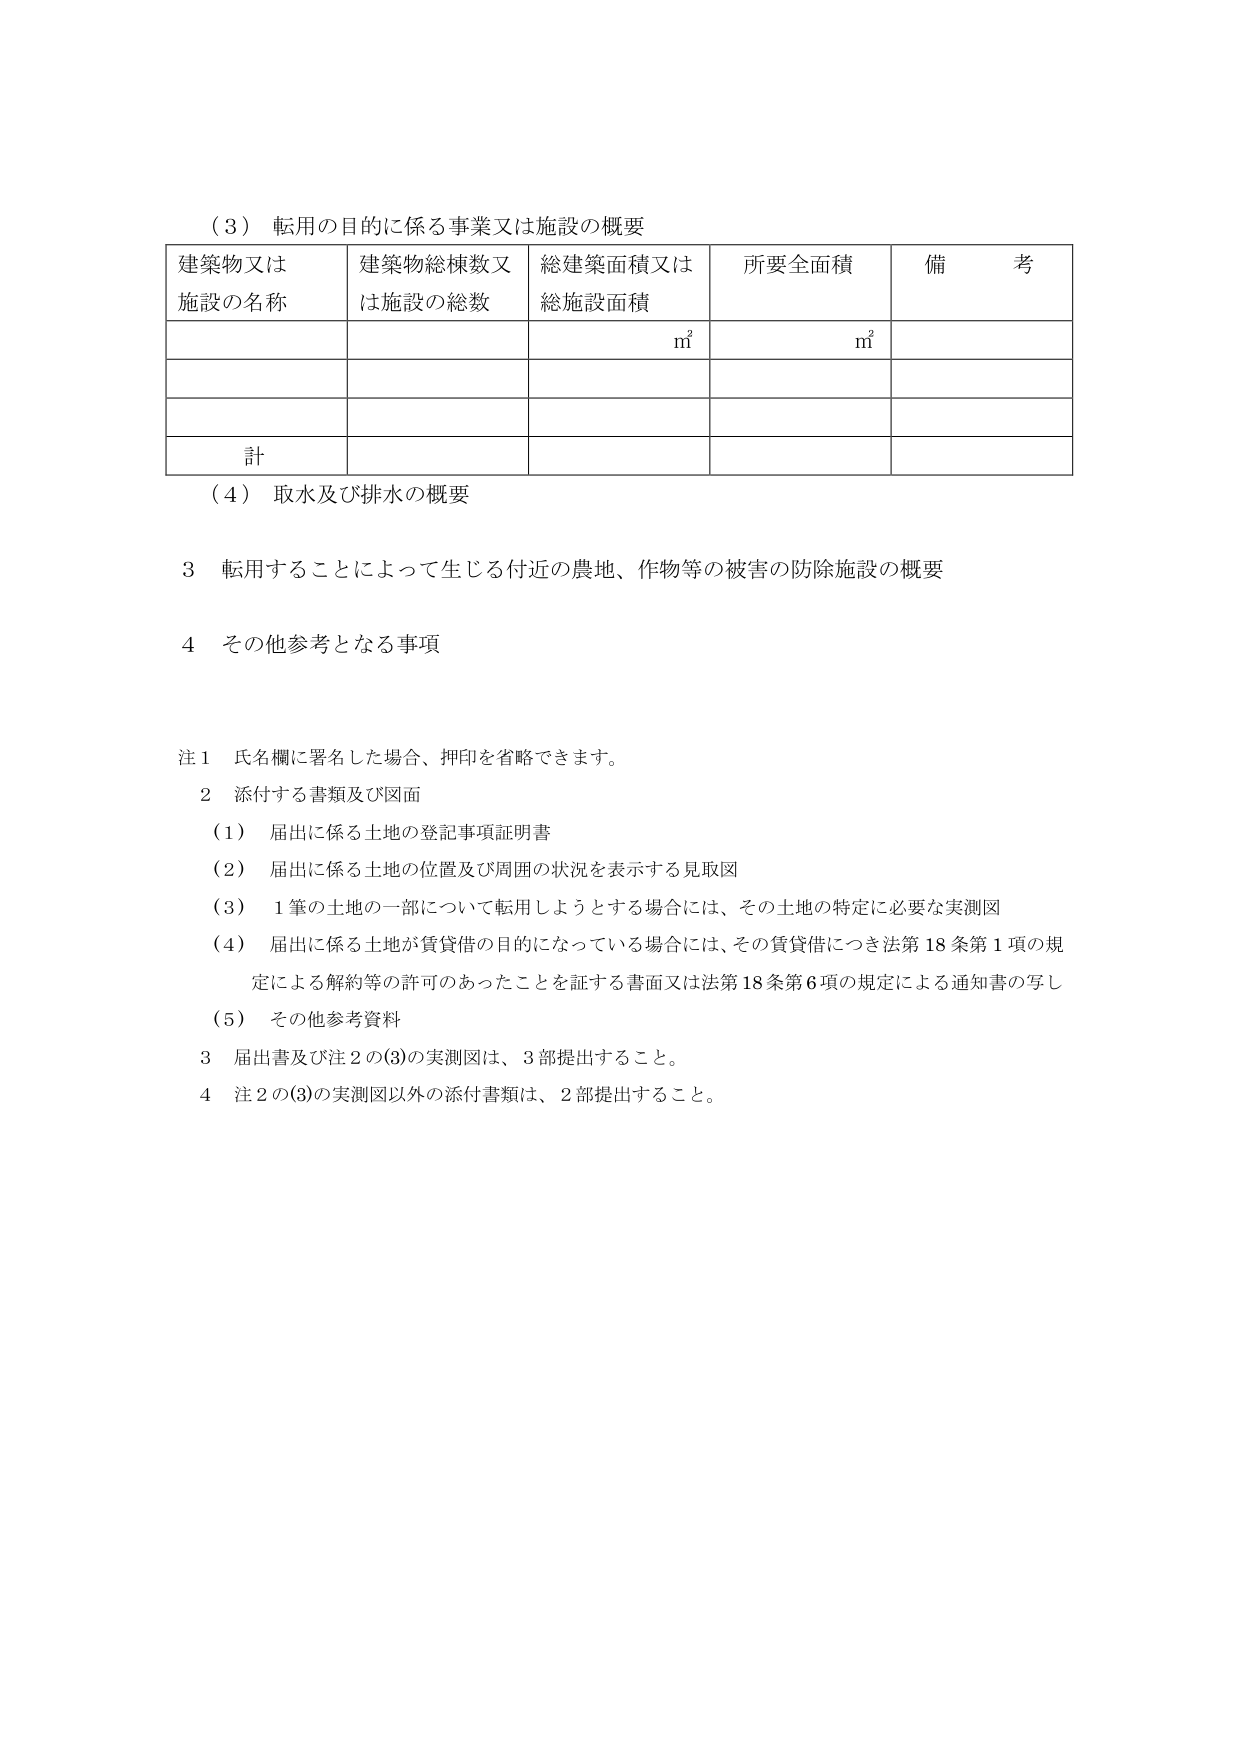 （３） 転用の目的に係る事業又は施設の概要
建築物又は
施設の名称
建築物総棟数又
は施設の総数
総建築面積又は
総施設面積
所要全面積
備　　　考
㎡
㎡
計
（４） 取水及び排水の概要
３　転用することによって生じる付近の農地、作物等の被害の防除施設の概要
４　その他参考となる事項
注１　氏名欄に署名した場合、押印を省略できます。
２　添付する書類及び図面
（１）　届出に係る土地の登記事項証明書
（２）　届出に係る土地の位置及び周囲の状況を表示する見取図
（３）　１筆の土地の一部について転用しようとする場合には、その土地の特定に必要な実測図
（４）　届出に係る土地が賃貸借の目的になっている場合には、その賃貸借につき法第 18 条第１項の規
定による解約等の許可のあったことを証する書面又は法第 18 条第６項の規定による通知書の写し
（５）　その他参考資料
３　届出書及び注２の(3)の実測図は、３部提出すること。
４　注２の(3)の実測図以外の添付書類は、２部提出すること。